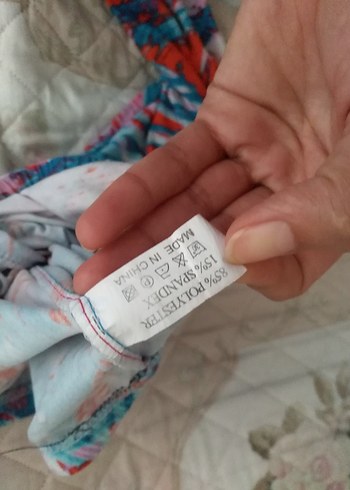 85% POLYESTER
15% SPANDEX
MADE IN CHINA